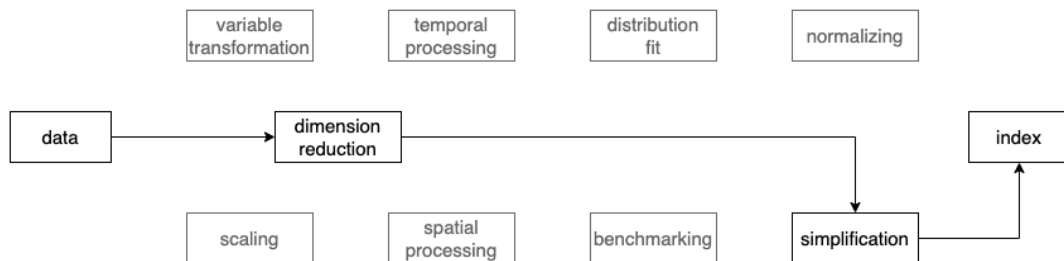 variable
transformation
temporal
processing
distribution
fit
normalizing
data
dimension
reduction
index
scaling
spatial
processing
benchmarking
simplification